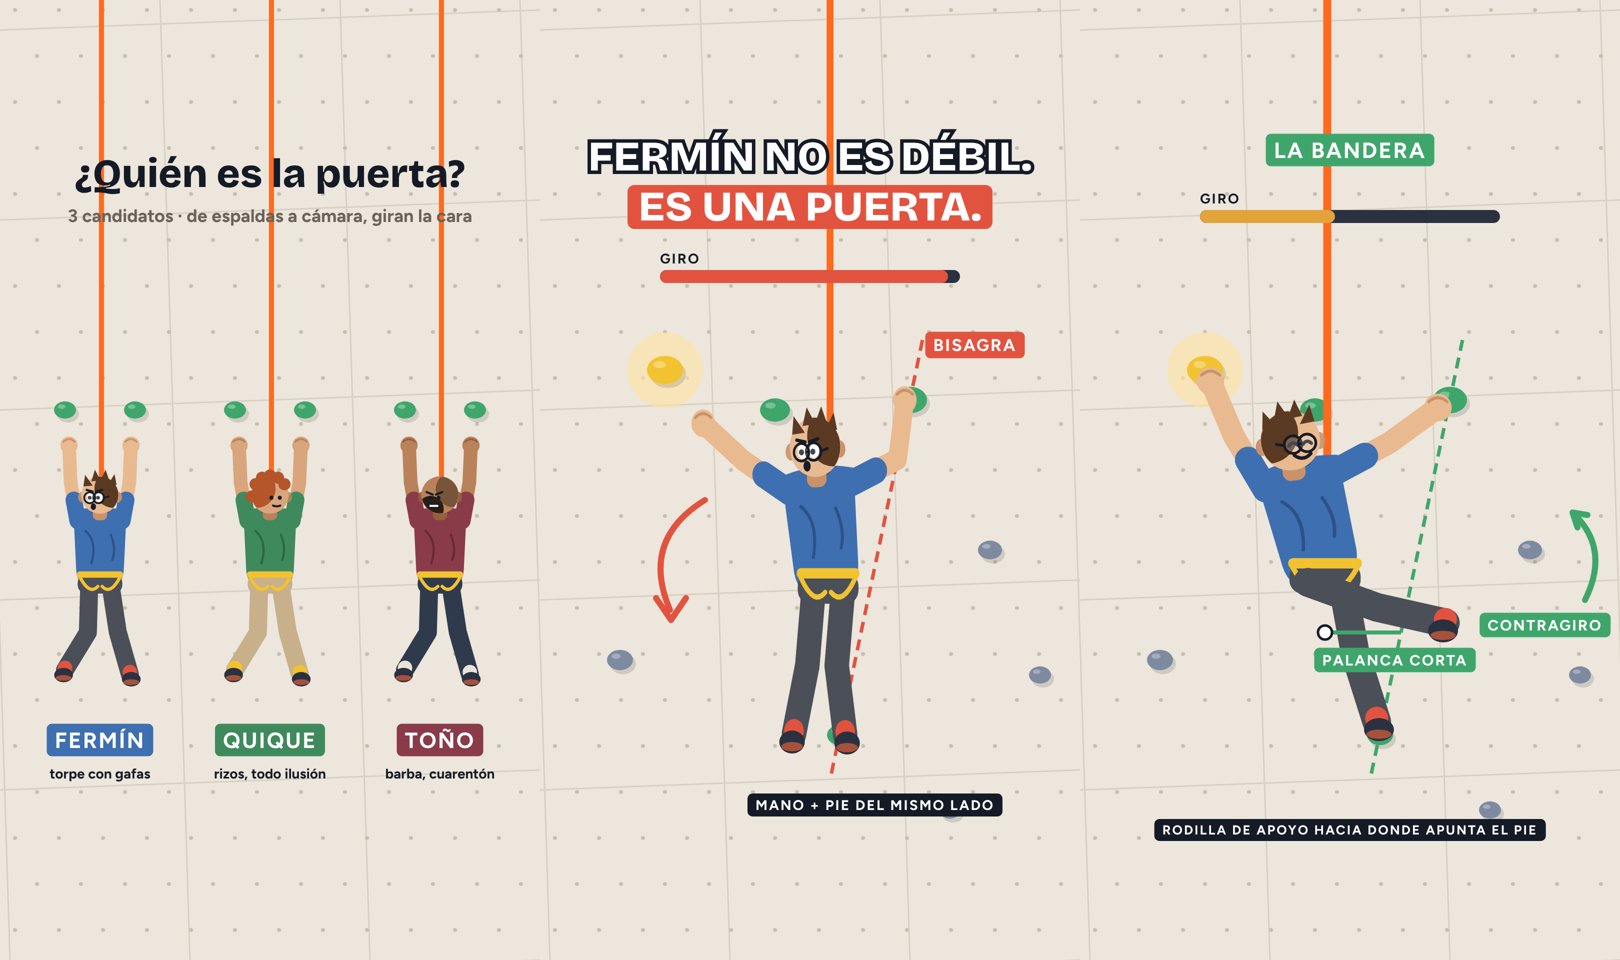 ¿Quién es la puerta?
3 candidatos · de espaldas a cámara, giran la cara
FERMÍN
torpe con gafas
QUIQUE
rizos, todo ilusión
TOÑO
barba, cuarentón
FERMÍN NO ES DÉBIL.
ES UNA PUERTA.
GIRO
BISAGRA
MANO + PIE DEL MISMO LADO
LA BANDERA
GIRO
CONTRAGIRO
PALANCA CORTA
RODILLA DE APOYO HACIA DONDE APUNTA EL PIE